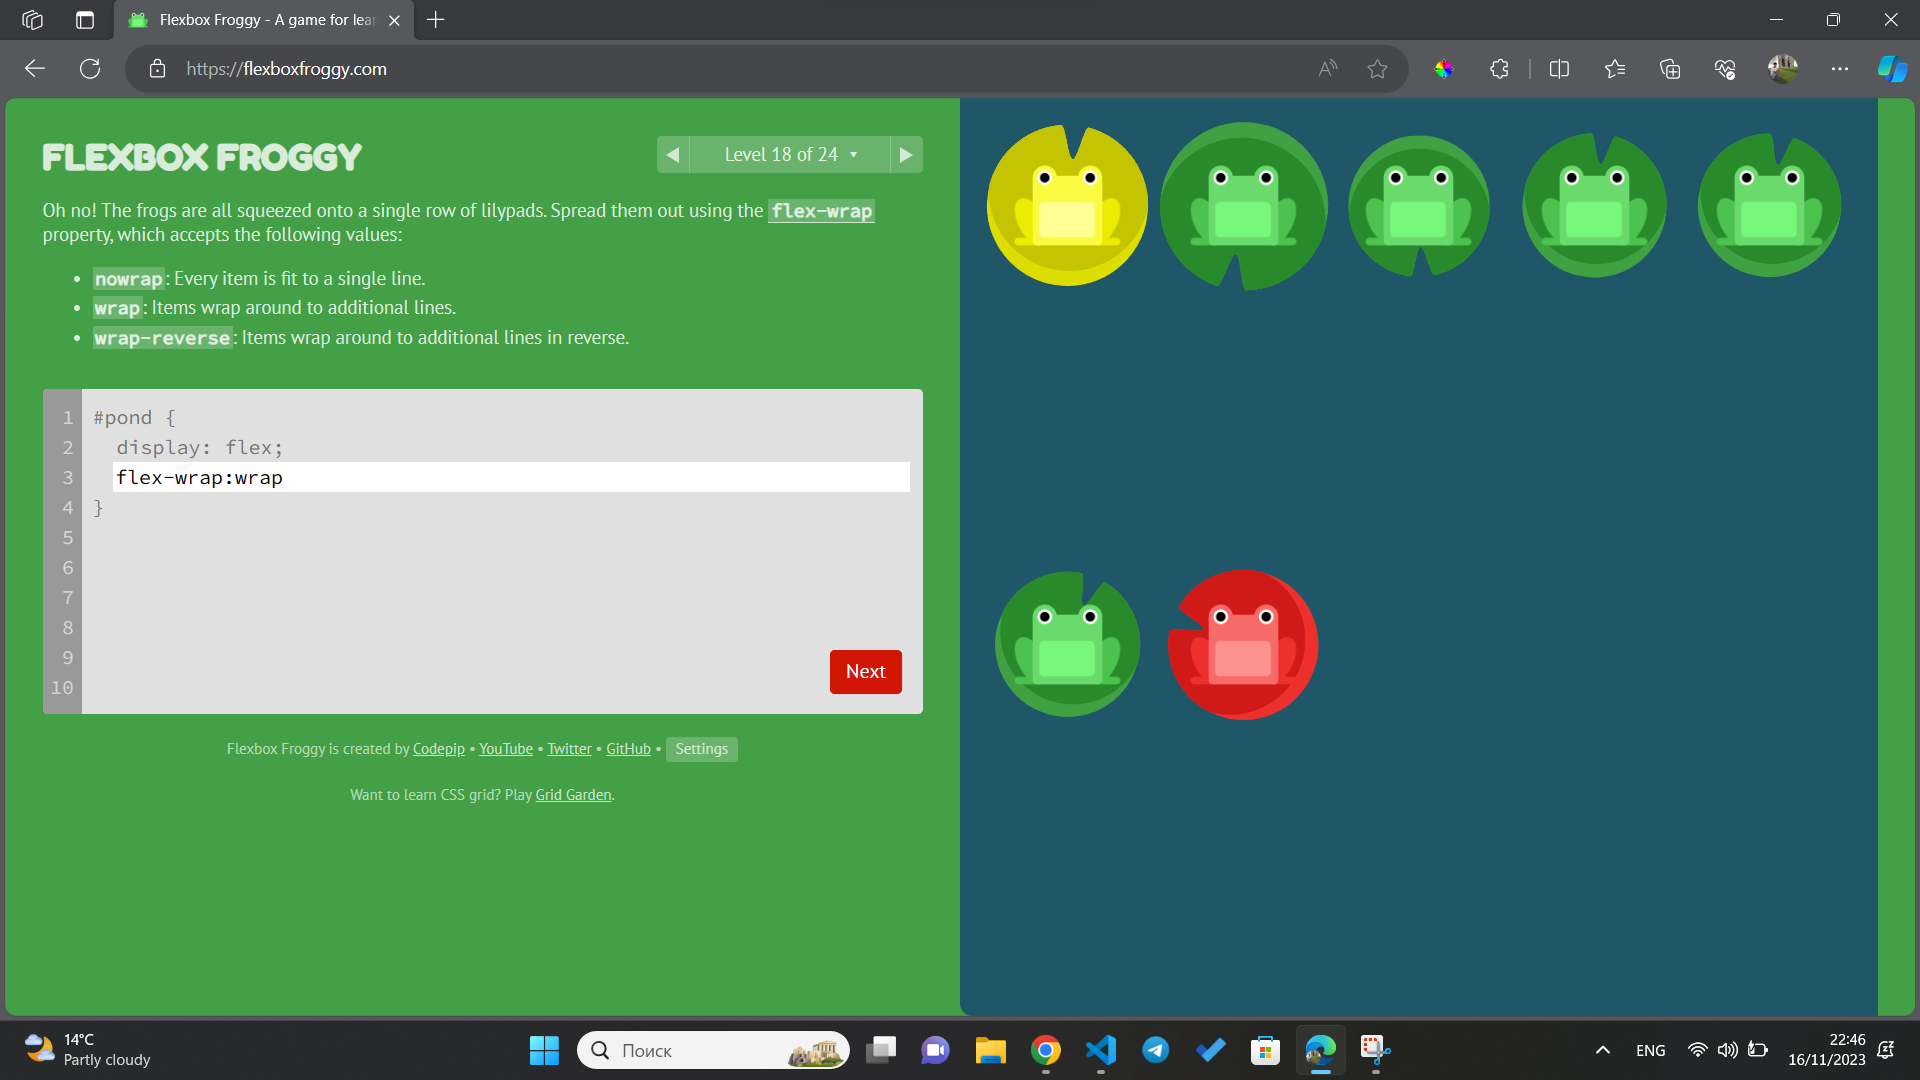 Flexbox Froggy - A game for lear
https://flexboxfroggy.com
FLEXBOX FROGGY
Level 18 of 24
Oh no! The frogs are all squeezed onto a single row of lilypads. Spread them out using the flex-wrap
property, which accepts the following values:
• nowrap: Every item is fit to a single line.
• wrap: Items wrap around to additional lines.
• wrap-reverse: Items wrap around to additional lines in reverse.
1 #pond {
2 display: flex;
3 flex-wrap:wrap
4 }
5
6
7
8
9
10
Next
Flexbox Froggy is created by Codepip • YouTube • Twitter • GitHub • Settings
Want to learn CSS grid? Play Grid Garden.
14°C
Partly cloudy
Поиск
ENG
22:46
16/11/2023